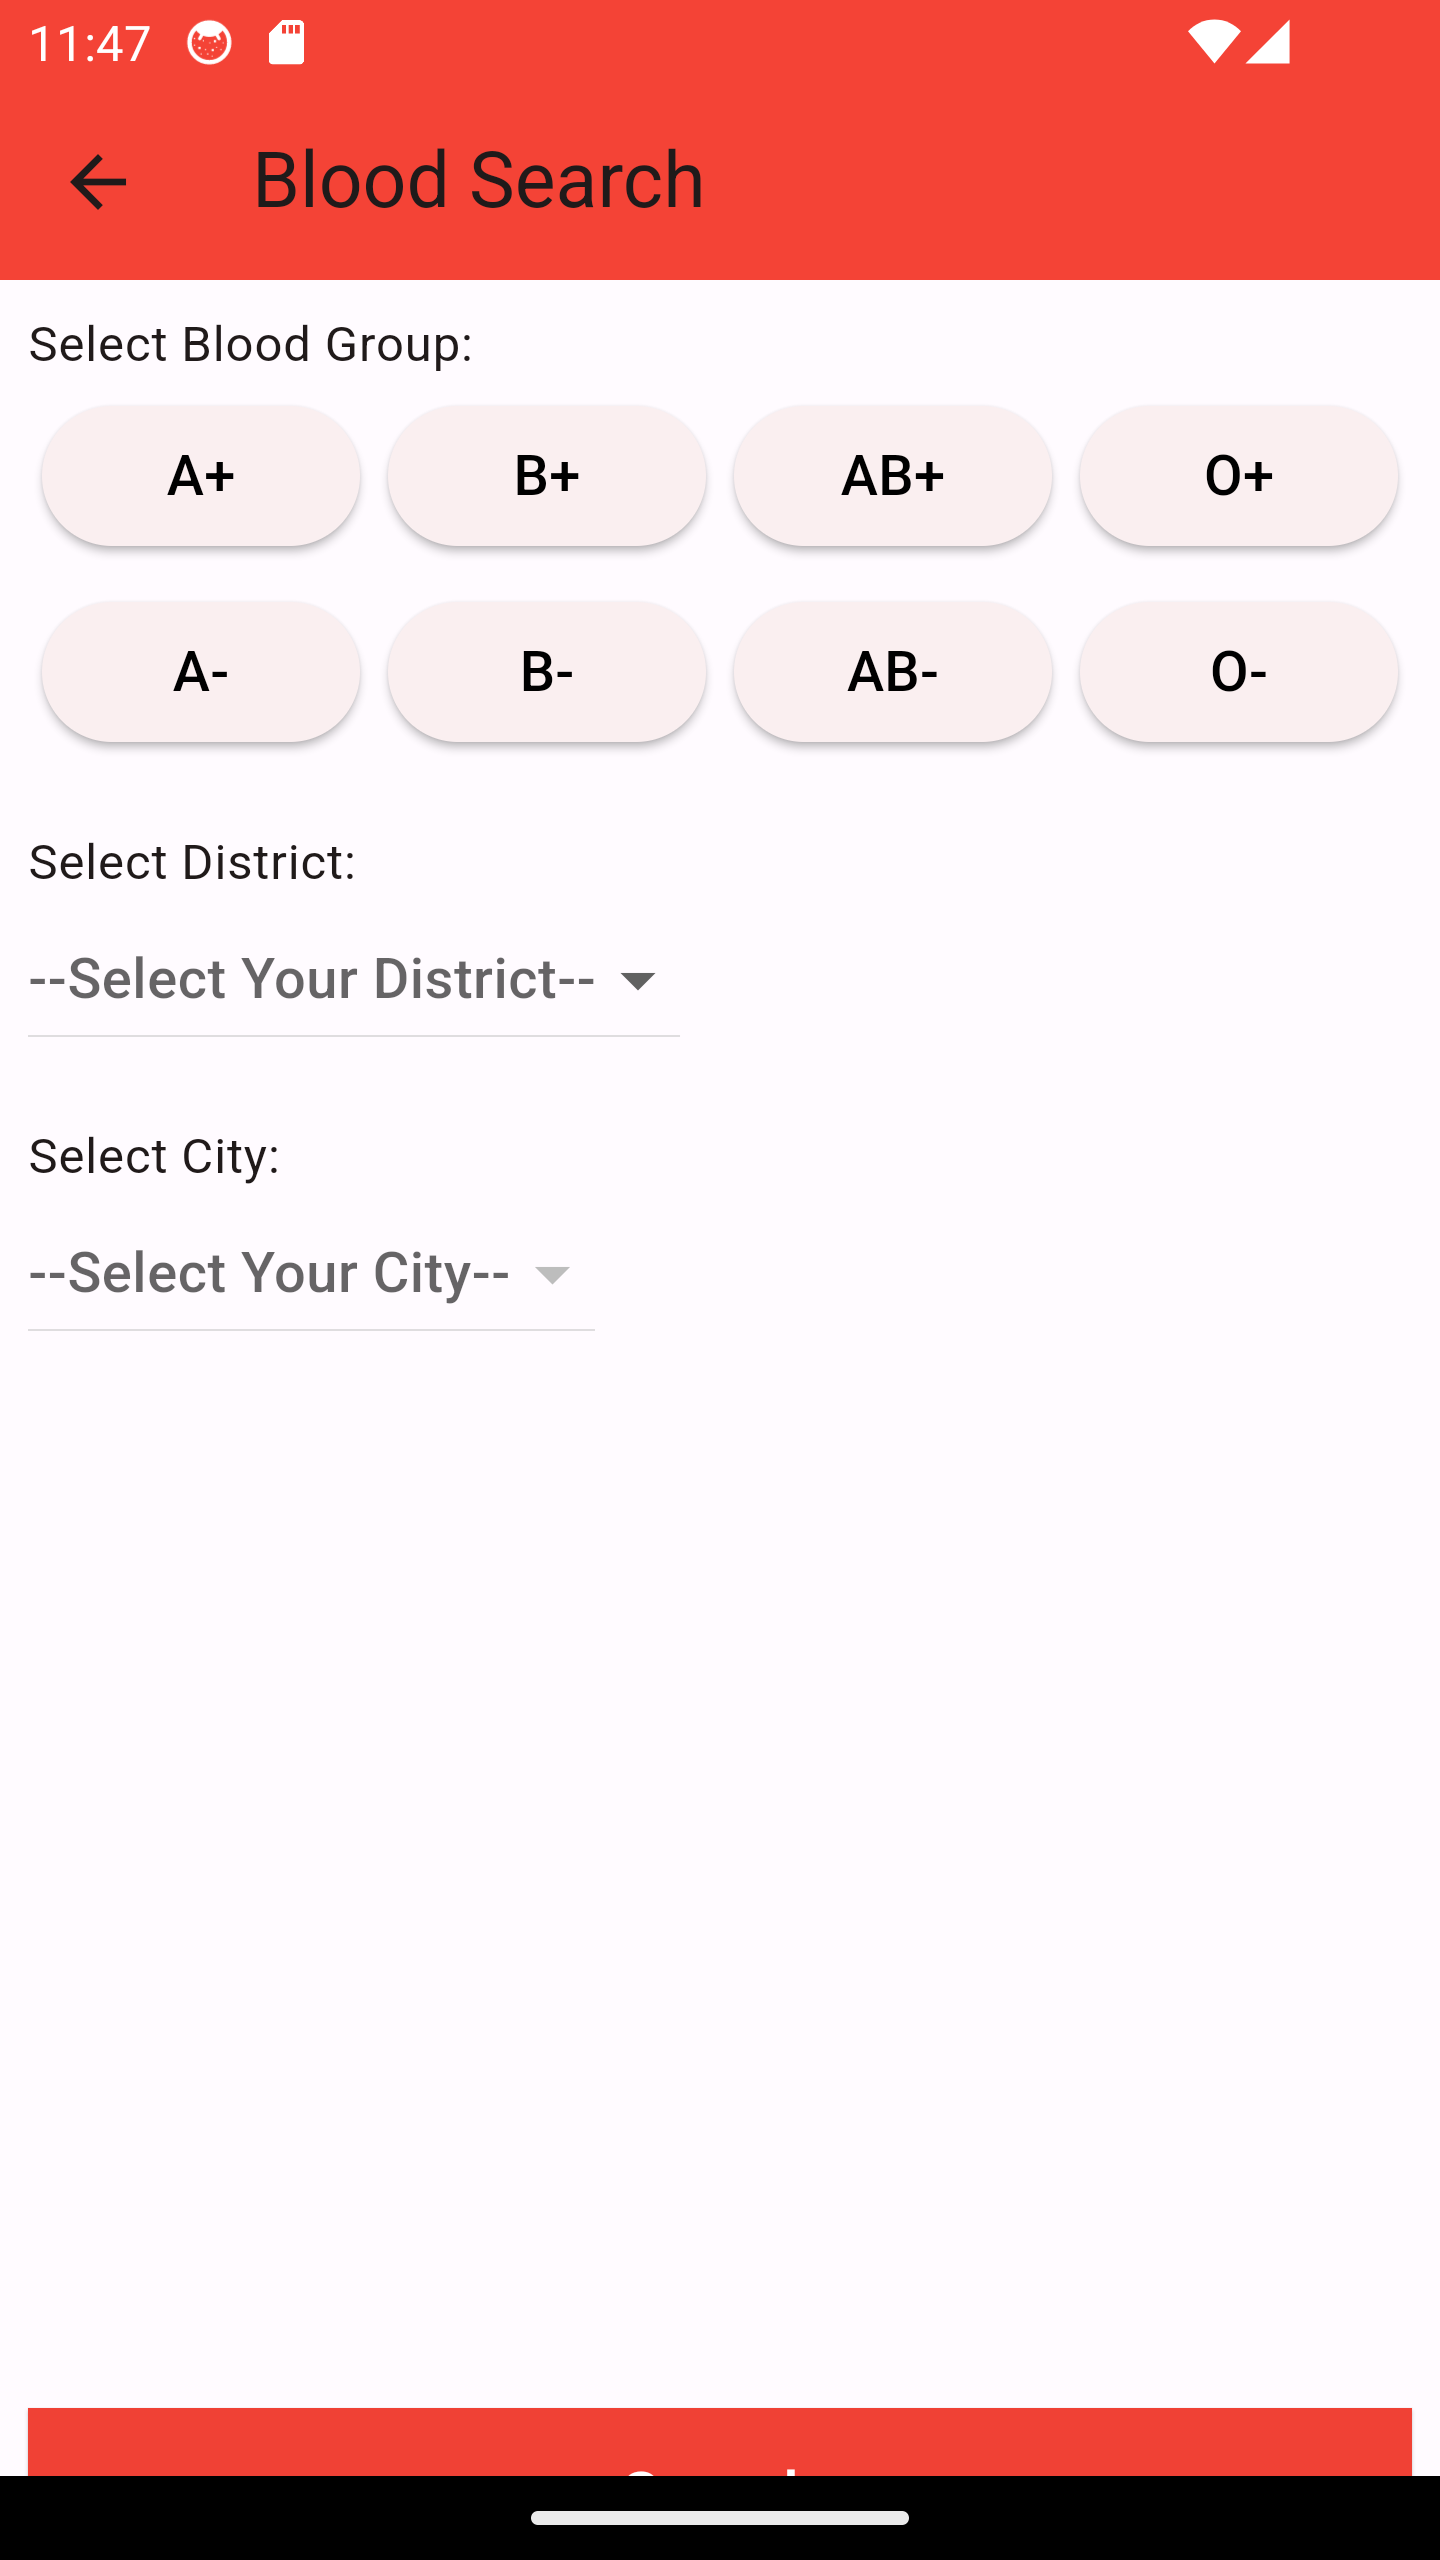 11:47
Blood Search
Select Blood Group:
A+ B+ AB+ O+
A- B- AB- O-
Select District:
--Select Your District--
Select City:
--Select Your City--